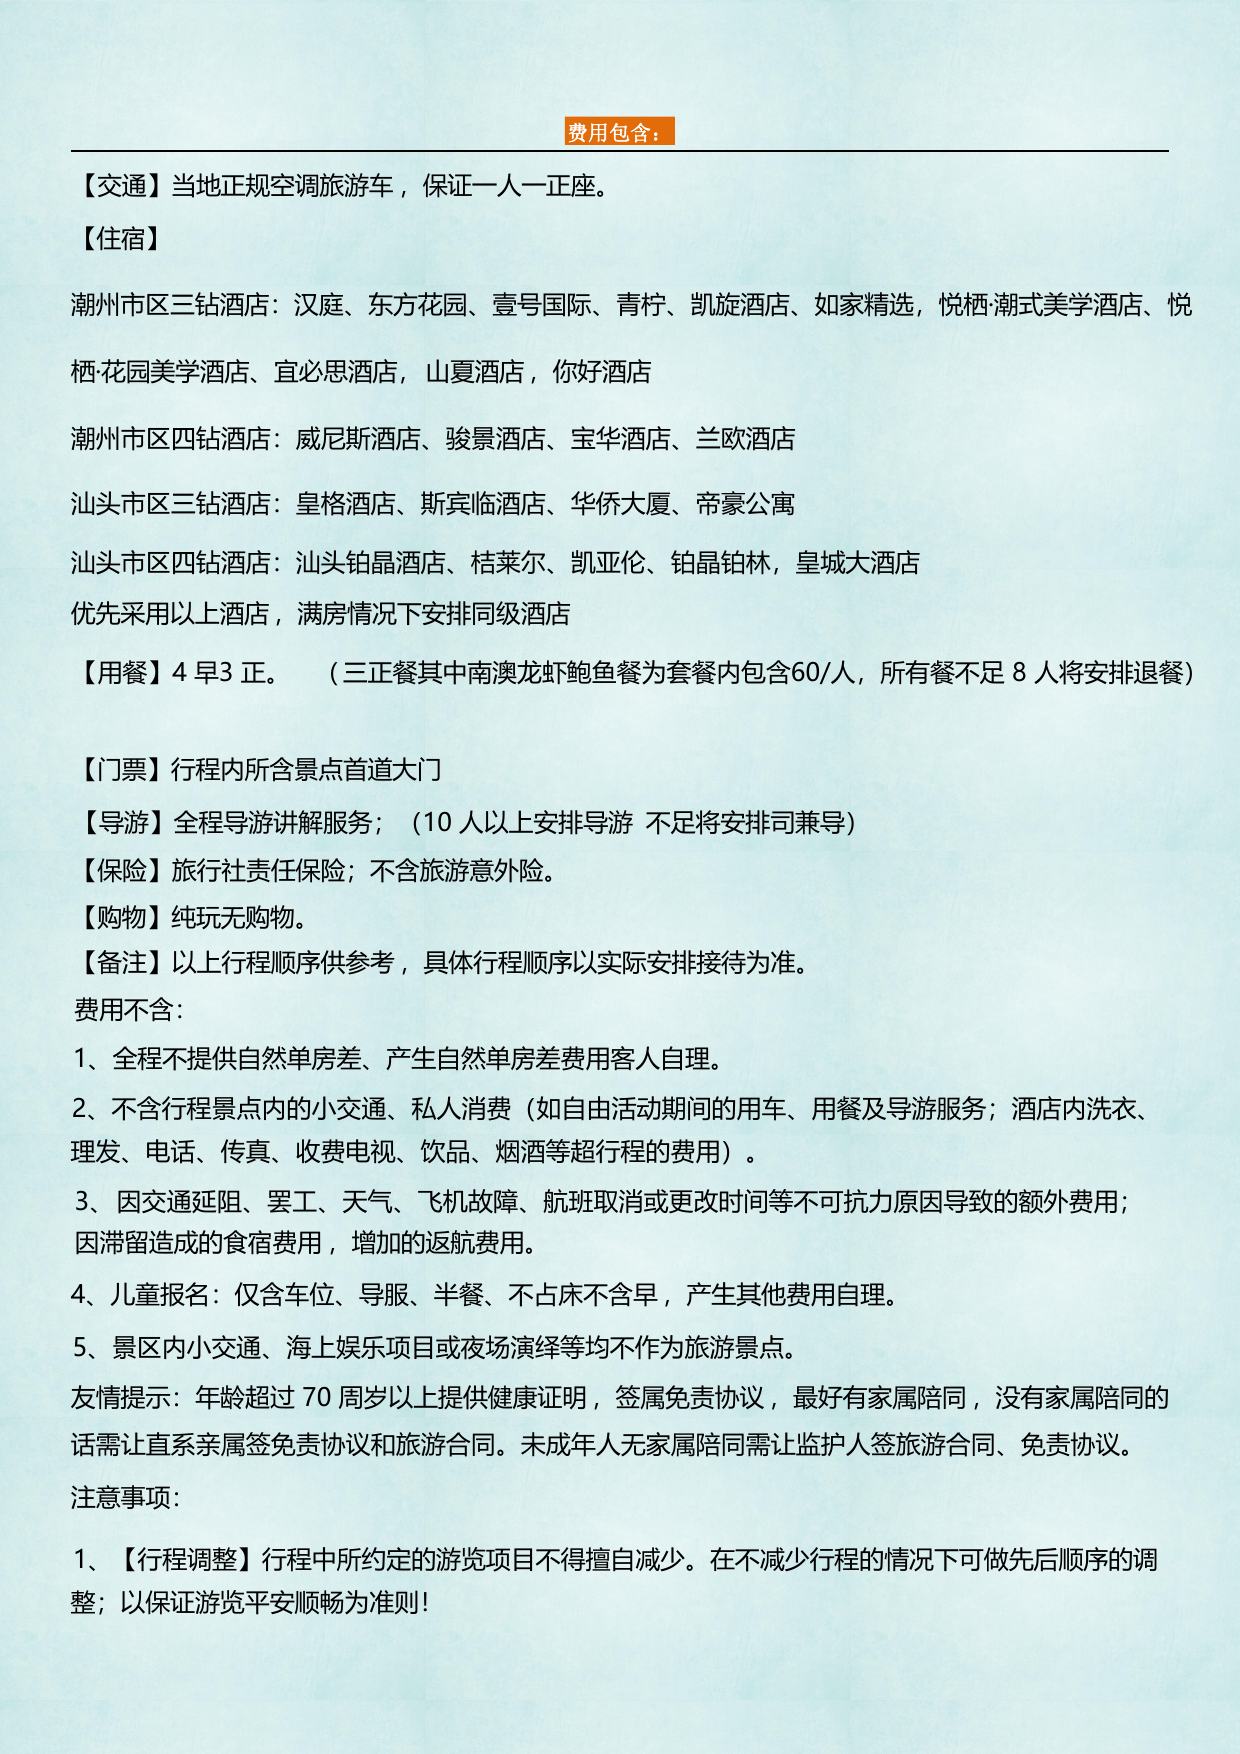 费用包含：
【交通】当地正规空调旅游车，保证一人一正座。
【住宿】
潮州市区三钻酒店：汉庭、东方花园、壹号国际、青柠、凯旋酒店、如家精选，悦栖·潮式美学酒店、悦
栖·花园美学酒店、宜必思酒店， 山夏酒店，你好酒店
潮州市区四钻酒店：威尼斯酒店、骏景酒店、宝华酒店、兰欧酒店
汕头市区三钻酒店：皇格酒店、斯宾临酒店、华侨大厦、帝豪公寓
汕头市区四钻酒店：汕头铂晶酒店、桔莱尔、凯亚伦、铂晶铂林，皇城大酒店
优先采用以上酒店，满房情况下安排同级酒店
【用餐】4 早3 正。 （三正餐其中南澳龙虾鲍鱼餐为套餐内包含60/人，所有餐不足 8 人将安排退餐）
【门票】行程内所含景点首道大门
【导游】全程导游讲解服务；（10 人以上安排导游 不足将安排司兼导）
【保险】旅行社责任保险；不含旅游意外险。
【购物】纯玩无购物。
【备注】以上行程顺序供参考，具体行程顺序以实际安排接待为准。
费用不含：
1、全程不提供自然单房差、产生自然单房差费用客人自理。
2、不含行程景点内的小交通、私人消费（如自由活动期间的用车、用餐及导游服务；酒店内洗衣、
理发、电话、传真、收费电视、饮品、烟酒等超行程的费用）。
3、因交通延阻、罢工、天气、飞机故障、航班取消或更改时间等不可抗力原因导致的额外费用；
因滞留造成的食宿费用，增加的返航费用。
4、儿童报名：仅含车位、导服、半餐、不占床不含早，产生其他费用自理。
5、景区内小交通、海上娱乐项目或夜场演绎等均不作为旅游景点。
友情提示：年龄超过 70 周岁以上提供健康证明，签属免责协议，最好有家属陪同，没有家属陪同的
话需让直系亲属签免责协议和旅游合同。未成年人无家属陪同需让监护人签旅游合同、免责协议。
注意事项：
1、【行程调整】行程中所约定的游览项目不得擅自减少。在不减少行程的情况下可做先后顺序的调
整；以保证游览平安顺畅为准则！